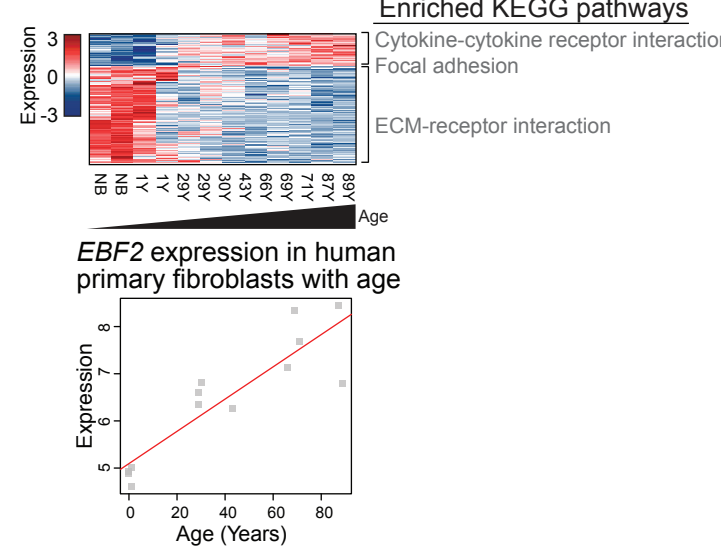 Enriched KEGG pathways
Expression
3
0
-3
Cytokine-cytokine receptor interaction
Focal adhesion
ECM-receptor interaction
NB NB 1Y 1Y 29Y 29Y 30Y 43Y 66Y 69Y 71Y 87Y 89Y
Age
EBF2 expression in human
primary fibroblasts with age
Expression
8
7
6
5
0 20 40 60 80
Age (Years)